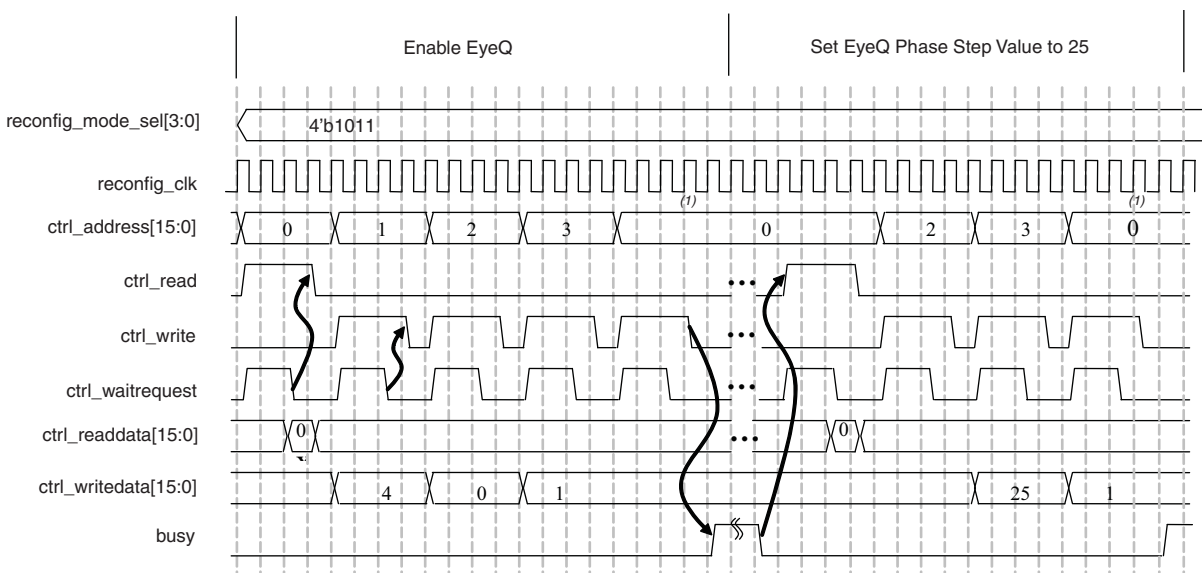 Enable EyeQ
Set EyeQ Phase Step Value to 25
reconfig_mode_sel[3:0]
4'b1011
reconfig_clk
(1)
(1)
ctrl_address[15:0]
0
1
2
3
0
2
3
0
ctrl_read
ctrl_write
ctrl_waitrequest
ctrl_readdata[15:0]
0
0
ctrl_writedata[15:0]
4
0
1
25
1
busy